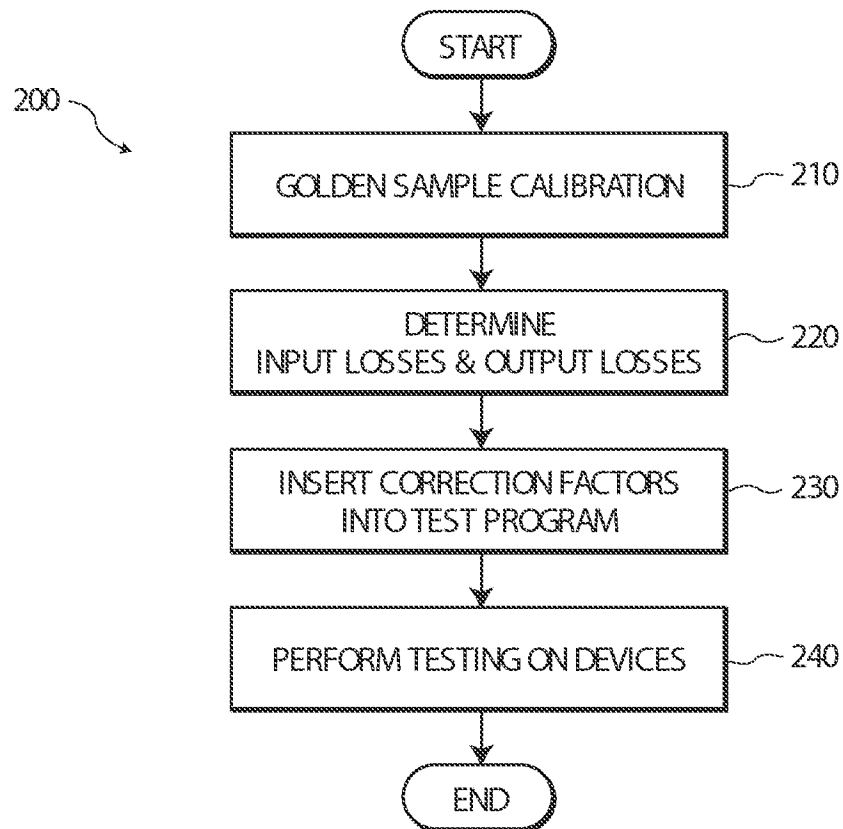 START
200
GOLDEN SAMPLE CALIBRATION
210
DETERMINE
INPUT LOSSES & OUTPUT LOSSES
220
INSERT CORRECTION FACTORS
INTO TEST PROGRAM
230
PERFORM TESTING ON DEVICES
240
END